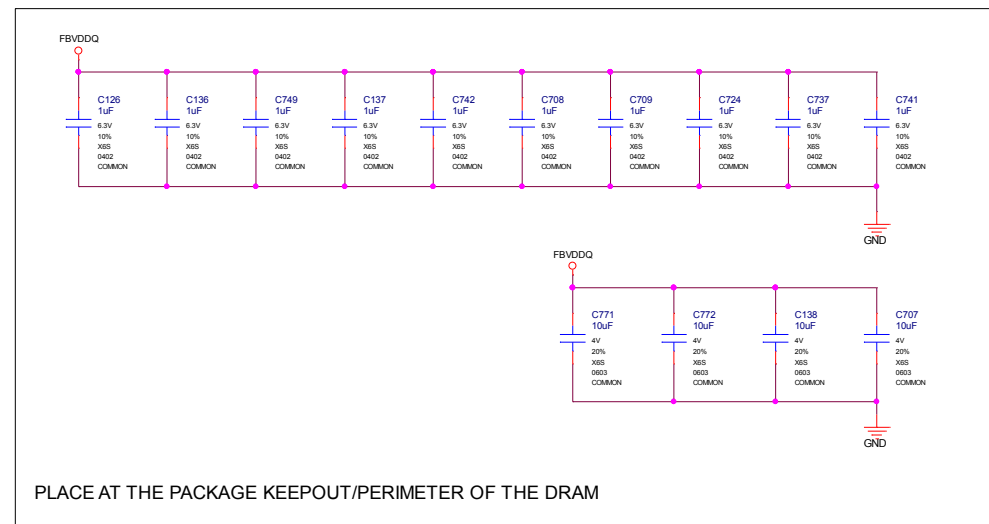 FBVDDQ
C126 C136 C749 C137 C742 C708 C709 C724 C737 C741
1uF 1uF 1uF 1uF 1uF 1uF 1uF 1uF 1uF 1uF
6.3V 6.3V 6.3V 6.3V 6.3V 6.3V 6.3V 6.3V 6.3V 6.3V
10% 10% 10% 10% 10% 10% 10% 10% 10% 10%
X6S X6S X6S X6S X6S X6S X6S X6S X6S X6S
0402 0402 0402 0402 0402 0402 0402 0402 0402 0402
COMMON COMMON COMMON COMMON COMMON COMMON COMMON COMMON COMMON COMMON
GND
FBVDDQ
C771 C772 C138 C707
10uF 10uF 10uF 10uF
4V 4V 4V 4V
20% 20% 20% 20%
X6S X6S X6S X6S
0603 0603 0603 0603
COMMON COMMON COMMON COMMON
GND
PLACE AT THE PACKAGE KEEPOUT/PERIMETER OF THE DRAM